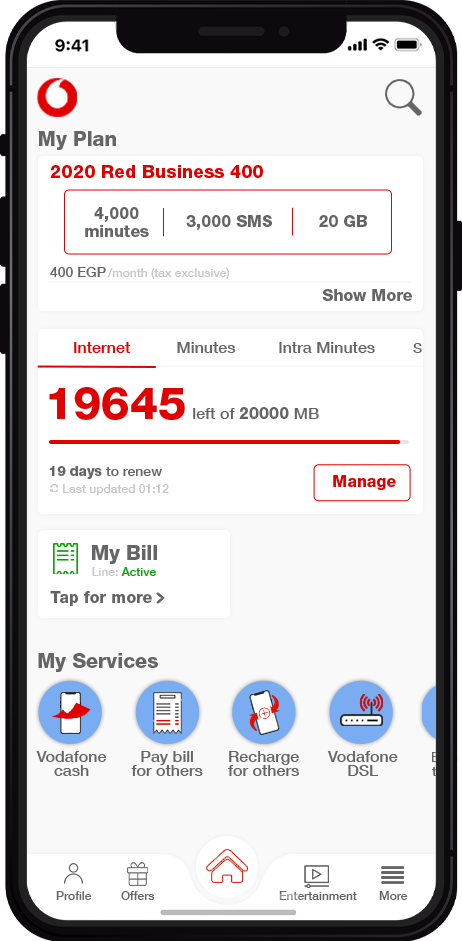 9:41
My Plan
2020 Red Business 400
4,000 minutes
3,000 SMS
20 GB
400 EGP /month (tax exclusive)
Show More
Internet Minutes Intra Minutes S
19645 left of 20000 MB
19 days to renew
Last updated 01:12
Manage
My Bill
Line: Active
Tap for more >
My Services
Vodafone cash
Pay bill for others
Recharge for others
Vodafone DSL
Profile Offers Entertainment More